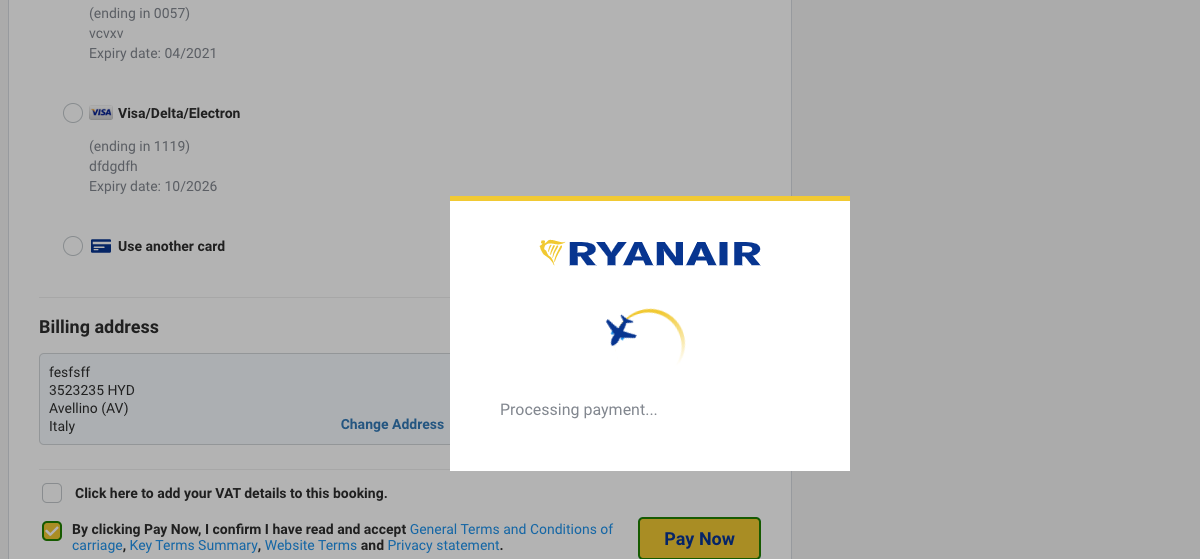 (ending in 0057)
vcvxv
Expiry date: 04/2021
VISA Visa/Delta/Electron
(ending in 1119)
dfdgdfh
Expiry date: 10/2026
Use another card
RYANAIR
Processing payment...
Billing address
fesfsff
3523235 HYD
Avellino (AV)
Italy
Change Address
Click here to add your VAT details to this booking.
By clicking Pay Now, I confirm I have read and accept General Terms and Conditions of
carriage, Key Terms Summary, Website Terms and Privacy statement.
Pay Now